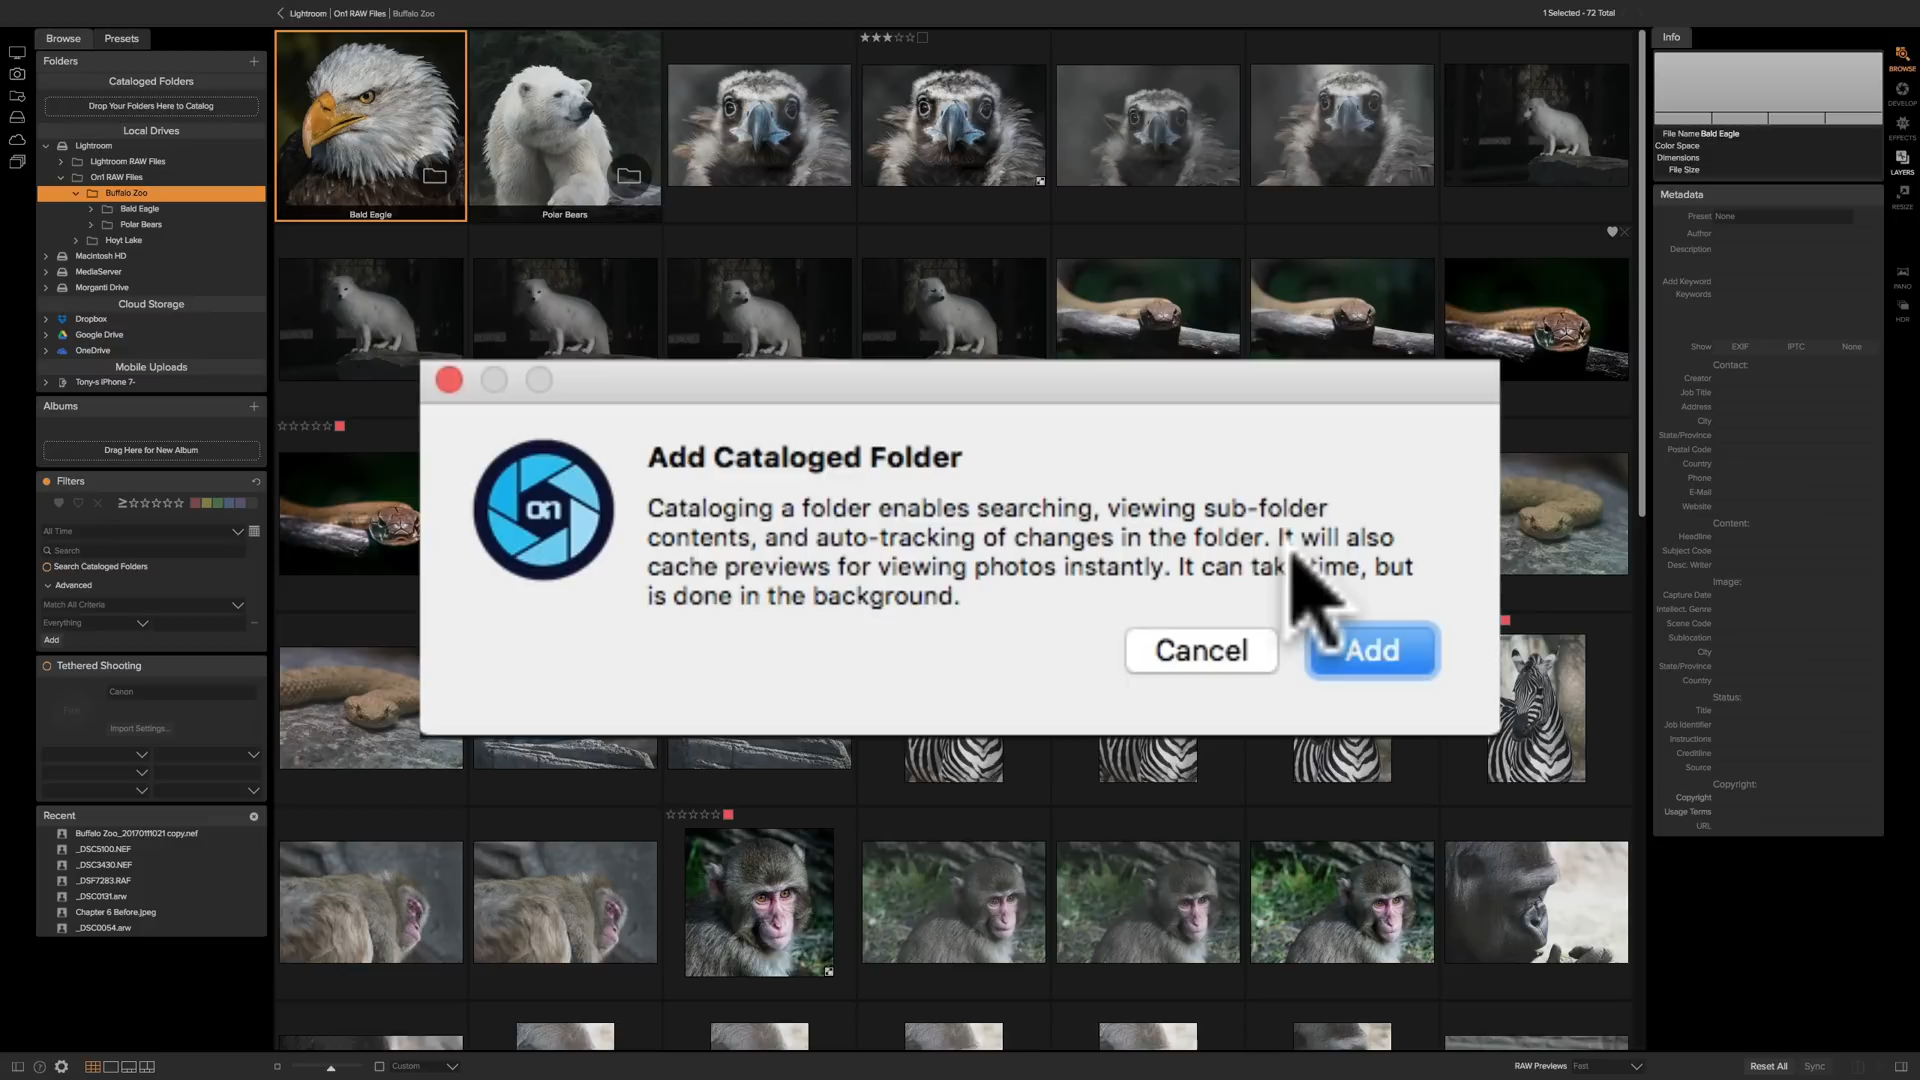 Lightroom | On1 RAW Files | Buffalo Zoo
1 Selected - 72 Total
Browse
Presets
Folders
Cataloged Folders
Drop Your Folders Here to Catalog
Local Drives
Lightroom
Lightroom RAW Files
On1 RAW Files
Buffalo Zoo
Bald Eagle
Polar Bears
Hoyt Lake
Macintosh HD
MediaServer
Morganti Drive
Cloud Storage
Dropbox
Google Drive
OneDrive
Mobile Uploads
Tony-s iPhone 7-
Albums
Drag Here for New Album
Filters
All Time
Search
Search Cataloged Folders
Advanced
Match All Criteria
Everything
Add
Tethered Shooting
Canon
Fire
Import Settings...
Recent
Buffalo Zoo_20170111021 copy.nef
_DSC5100.NEF
_DSC3430.NEF
_DSF7283.RAF
_DSC0131.arw
Chapter 6 Before.jpeg
_DSC0054.arw
Bald Eagle
Polar Bears
on
Add Cataloged Folder
Cataloging a folder enables searching, viewing sub-folder
contents, and auto-tracking of changes in the folder. It will also
cache previews for viewing photos instantly. It can take time, but
is done in the background.
Cancel
Add
Info
File Name Bald Eagle
Color Space
Dimensions
File Size
Metadata
Preset None
Author
Description
Add Keyword
Keywords
Show EXIF IPTC None
Contact:
Creator
Job Title
Address
City
State/Province
Postal Code
Country
Phone
E-Mail
Website
Content:
Headline
Subject Code
Desc. Writer
Image:
Capture Date
Intellect. Genre
Scene Code
Sublocation
City
State/Province
Country
Status:
Title
Job Identifier
Instructions
Creditline
Source
Copyright:
Copyright
Usage Terms
URL
BROWSE
DEVELOP
EFFECTS
LAYERS
RESIZE
PANO
HDR
Custom
RAW Previews Fast
Reset All
Sync